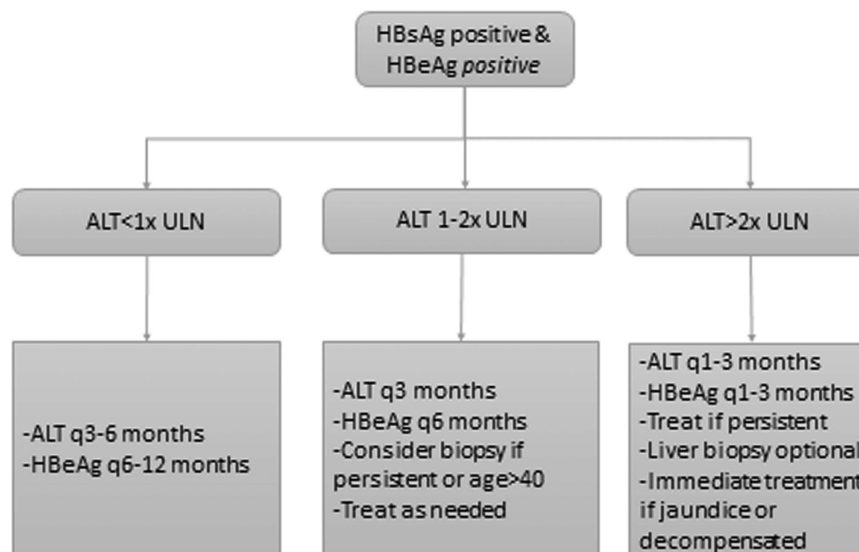 HBsAg positive &
HBeAg positive
ALT<1x ULN
ALT 1-2x ULN
ALT>2x ULN
-ALT q3-6 months
-HBeAg q6-12 months
-ALT q3 months
-HBeAg q6 months
-Consider biopsy if
persistent or age>40
-Treat as needed
-ALT q1-3 months
-HBeAg q1-3 months
-Treat if persistent
-Liver biopsy optional
-Immediate treatment
if jaundice or
decompensated